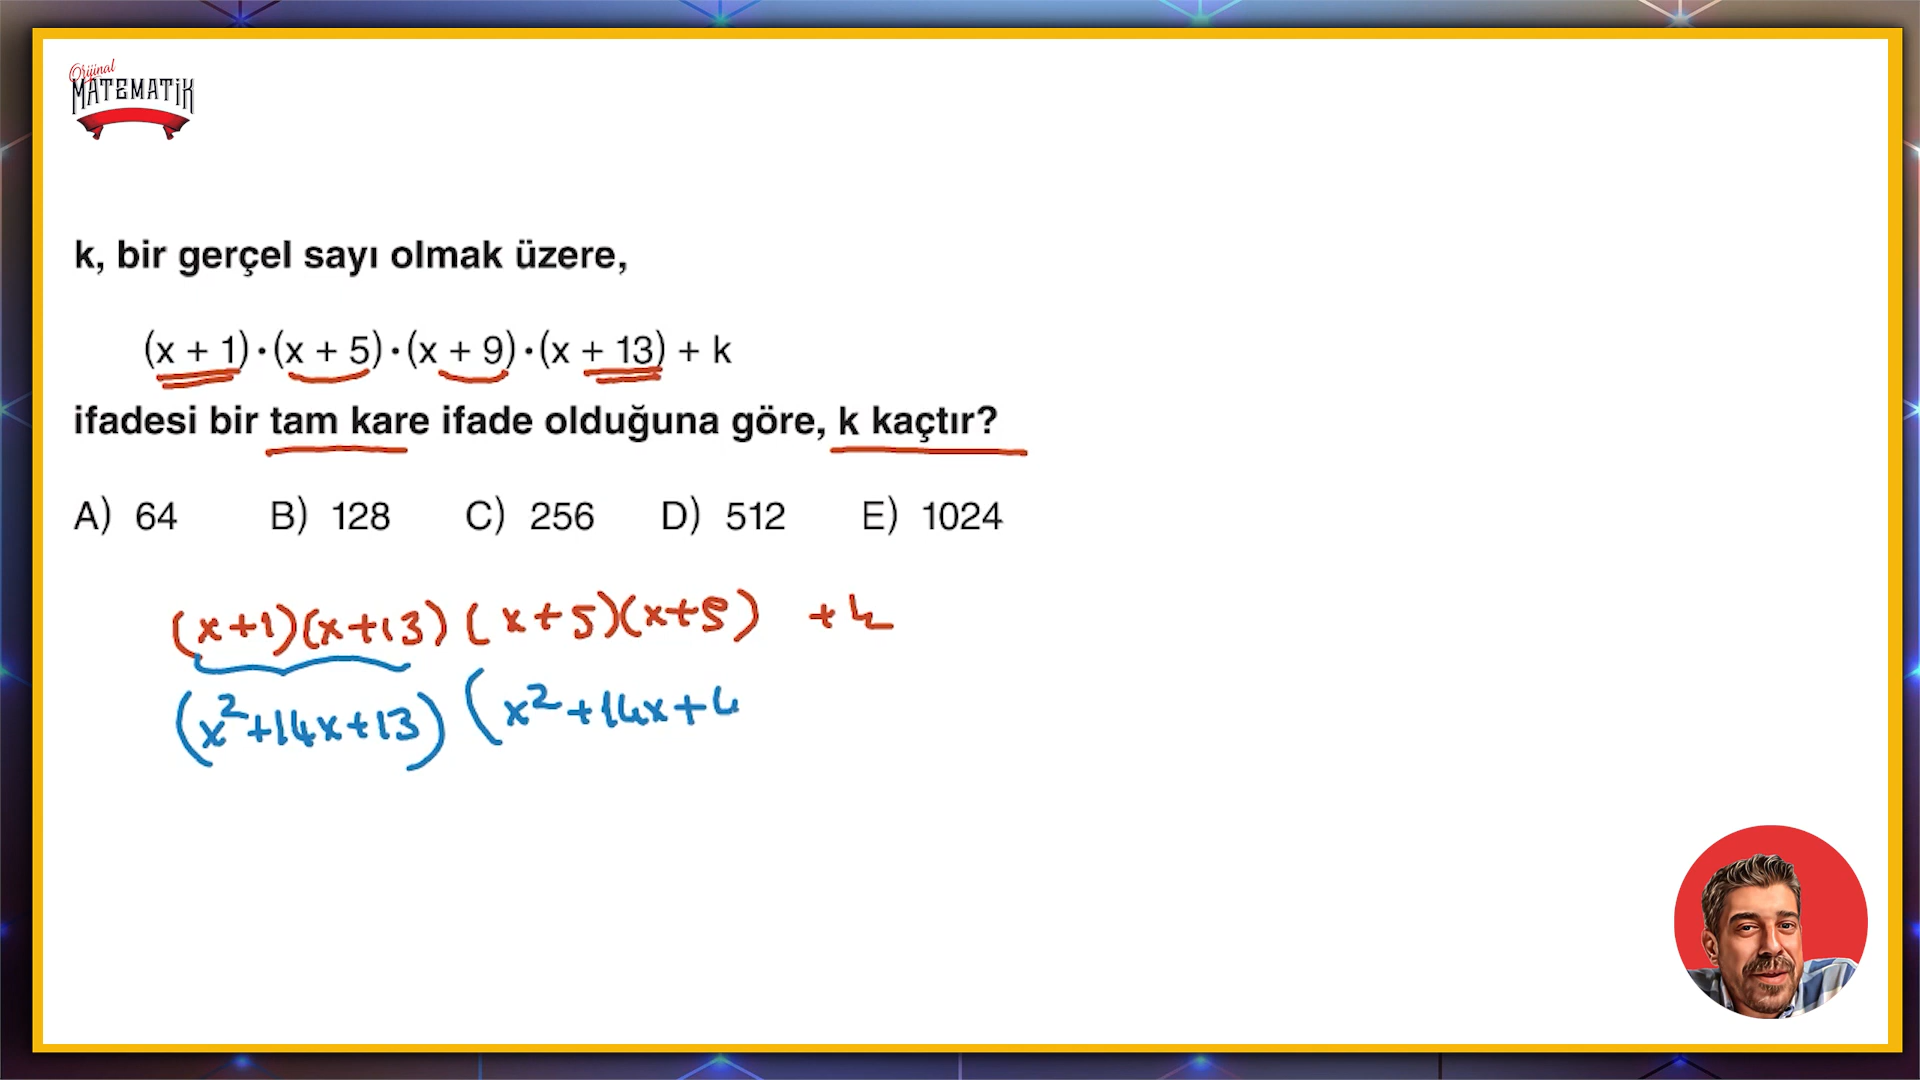 Orijinal
MATEMATİK
k, bir gerçel sayı olmak üzere,
(x + 1)·(x + 5)·(x + 9)·(x + 13) + k
ifadesi bir tam kare ifade olduğuna göre, k kaçtır?
A) 64 B) 128 C) 256 D) 512 E) 1024
(x+1)(x+13)(x+5)(x+9) +k
(x²+14x+13)(x²+14x+4